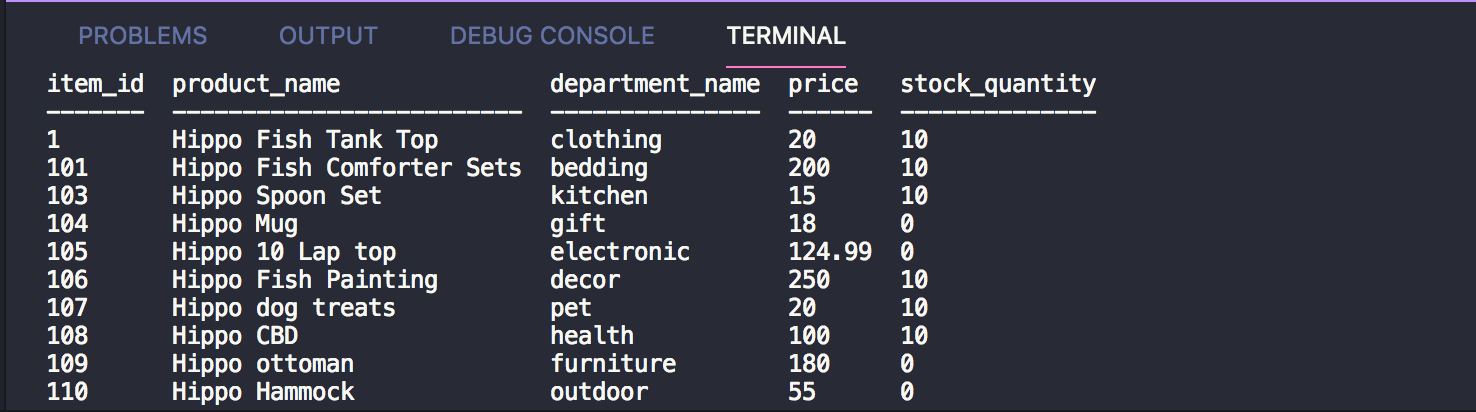 PROBLEMS OUTPUT DEBUG CONSOLE TERMINAL
item_id  product_name               department_name  price   stock_quantity
-------  -------------------------  ---------------  ------  --------------
1        Hippo Fish Tank Top        clothing         20      10
101      Hippo Fish Comforter Sets  bedding          200     10
103      Hippo Spoon Set            kitchen          15      10
104      Hippo Mug                  gift             18      0
105      Hippo 10 Lap top           electronic       124.99  0
106      Hippo Fish Painting        decor            250     10
107      Hippo dog treats           pet              20      10
108      Hippo CBD                  health           100     10
109      Hippo ottoman              furniture        180     0
110      Hippo Hammock              outdoor          55      0